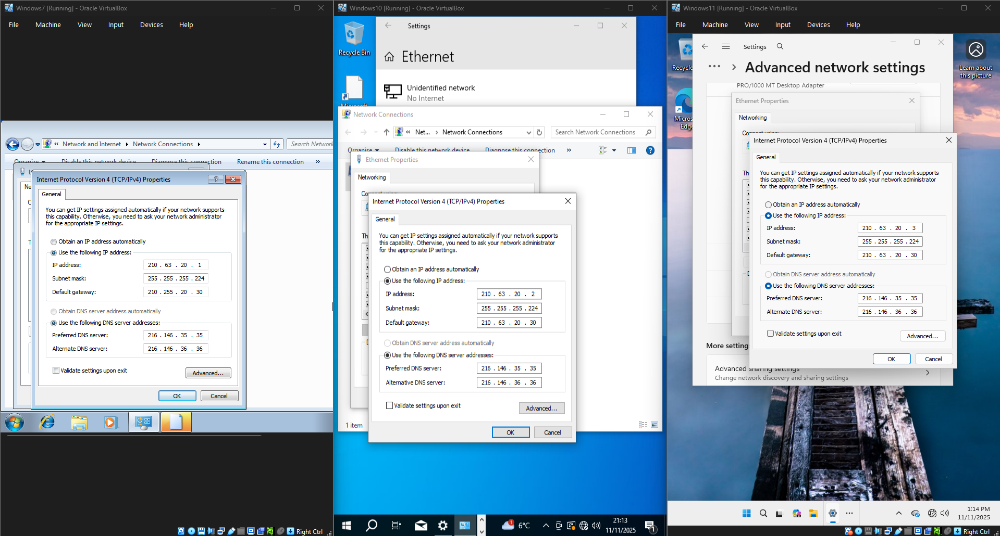 Windows7 [Running] - Oracle VirtualBox
File Machine View Input Devices Help
« Network and Internet Network Connections
Search Network
Organize Disable this network device Diagnose this connection Rename this connection »
Internet Protocol Version 4 (TCP/IPv4) Properties
General
You can get IP settings assigned automatically if your network supports
this capability. Otherwise, you need to ask your network administrator
for the appropriate IP settings.
Obtain an IP address automatically
Use the following IP address:
IP address: 210 . 63 . 20 . 1
Subnet mask: 255 . 255 . 255 . 224
Default gateway: 210 . 255 . 20 . 30
Obtain DNS server address automatically
Use the following DNS server addresses:
Preferred DNS server: 216 . 146 . 35 . 35
Alternate DNS server: 216 . 146 . 36 . 36
Validate settings upon exit
Advanced...
OK Cancel
Right Ctrl
Windows10 [Running] - Oracle VirtualBox
Recycle Bin
Microsoft
Settings
Ethernet
Unidentified network
No Internet
Network Connections
« Net... Network Connections
Search Network Connections
Organise Disable this network device Diagnose this connection »
Ethernet Properties
Networking
Internet Protocol Version 4 (TCP/IPv4) Properties
General
You can get IP settings assigned automatically if your network supports
this capability. Otherwise, you need to ask your network administrator
for the appropriate IP settings.
Obtain an IP address automatically
Use the following IP address:
IP address: 210 . 63 . 20 . 2
Subnet mask: 255 . 255 . 255 . 224
Default gateway: 210 . 63 . 20 . 30
Obtain DNS server address automatically
Use the following DNS server addresses:
Preferred DNS server: 216 . 146 . 35 . 35
Alternative DNS server: 216 . 146 . 36 . 36
Validate settings upon exit
Advanced...
OK Cancel
1 item
1
6°C
21:13
11/11/2025
1
Windows11 [Running] - Oracle VirtualBox
File Machine View Input Devices Help
Recycle
Micros
Edge
Learn about
this picture
Settings
Advanced network settings
PRO/1000 MT Desktop Adapter
Ethernet Properties
Networking
Connect using:
Internet Protocol Version 4 (TCP/IPv4) Properties
General
You can get IP settings assigned automatically if your network supports
this capability. Otherwise, you need to ask your network administrator
for the appropriate IP settings.
Obtain an IP address automatically
Use the following IP address:
IP address: 210 . 63 . 20 . 3
Subnet mask: 255 . 255 . 255 . 224
Default gateway: 210 . 63 . 20 . 30
Obtain DNS server address automatically
Use the following DNS server addresses:
Preferred DNS server: 216 . 146 . 35 . 35
Alternate DNS server: 216 . 146 . 36 . 36
Validate settings upon exit
Advanced...
OK Cancel
More settings
Advanced sharing settings
Change network discovery and sharing settings
1:14 PM
11/11/2025
Right Ctrl